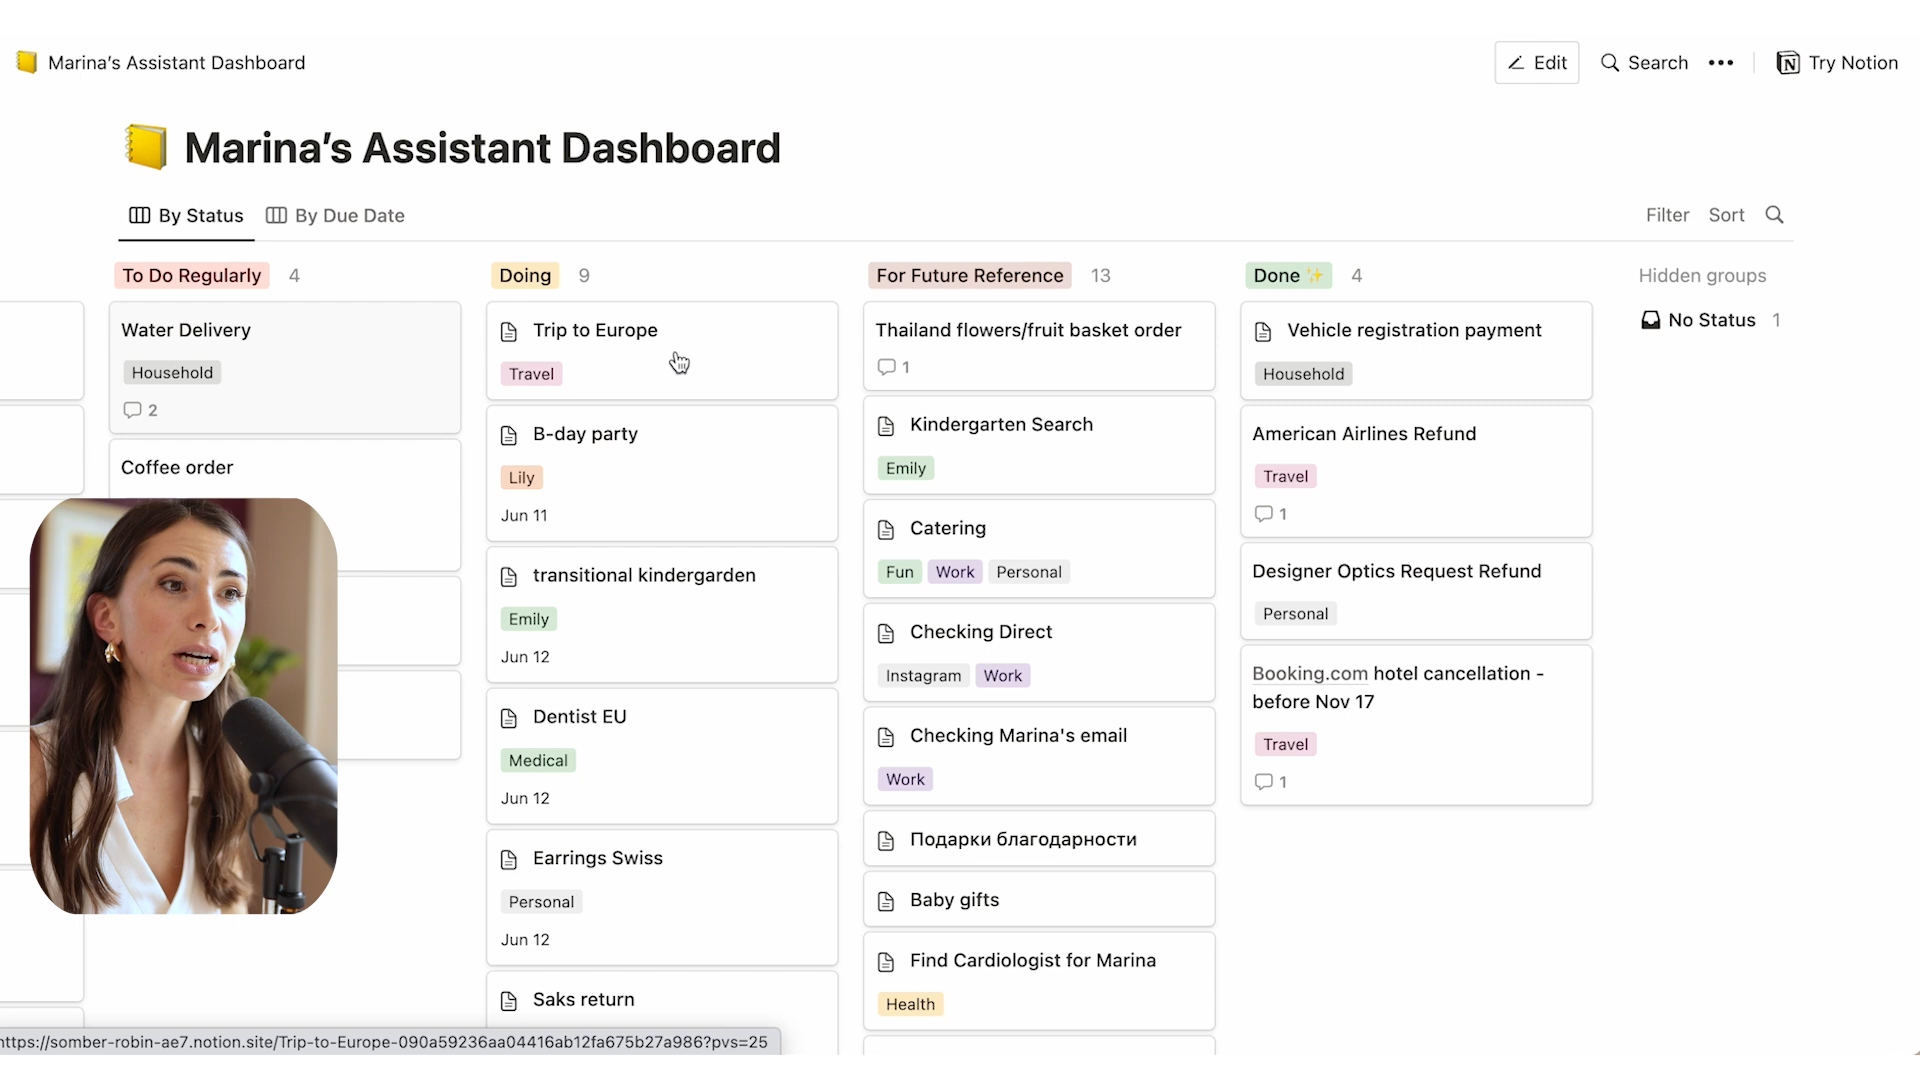 Marina's Assistant Dashboard
Edit
Search
Try Notion
Marina's Assistant Dashboard
By Status
By Due Date
Filter
Sort
To Do Regularly 4
Water Delivery
Household
2
Coffee order
Doing 9
Trip to Europe
Travel
B-day party
Lily
Jun 11
transitional kindergarden
Emily
Jun 12
Dentist EU
Medical
Jun 12
Earrings Swiss
Personal
Jun 12
Saks return
For Future Reference 13
Thailand flowers/fruit basket order
1
Kindergarten Search
Emily
Catering
Fun Work Personal
Checking Direct
Instagram Work
Checking Marina's email
Work
Подарки благодарности
Baby gifts
Find Cardiologist for Marina
Health
Done ✨ 4
Vehicle registration payment
Household
American Airlines Refund
Travel
1
Designer Optics Request Refund
Personal
Booking.com hotel cancellation -
before Nov 17
Travel
1
Hidden groups
No Status 1
https://somber-robin-ae7.notion.site/Trip-to-Europe-090a59236aa04416ab12fa675b27a986?pvs=25